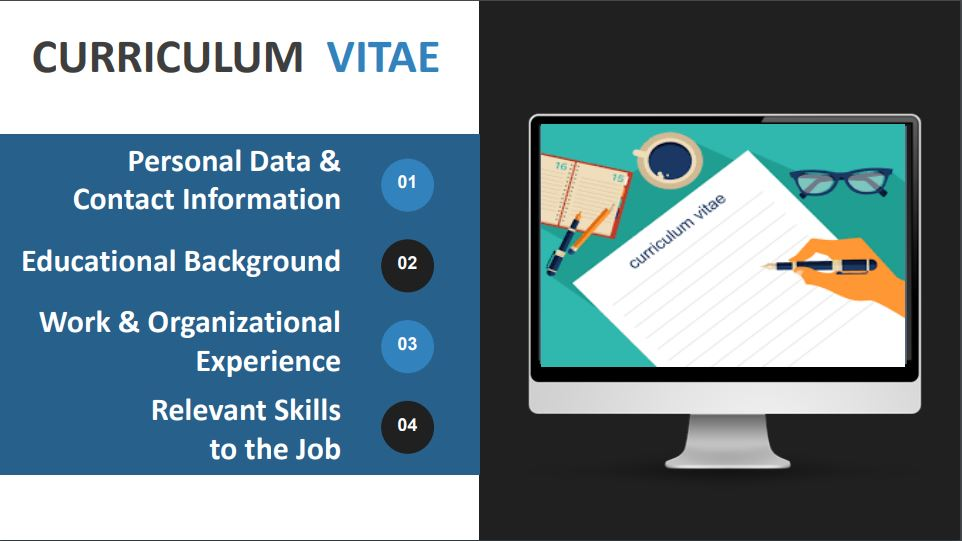 CURRICULUM VITAE
Personal Data &
Contact Information
01
Educational Background
02
Work & Organizational
Experience
03
Relevant Skills
to the Job
04
16
15
curriculum vitae